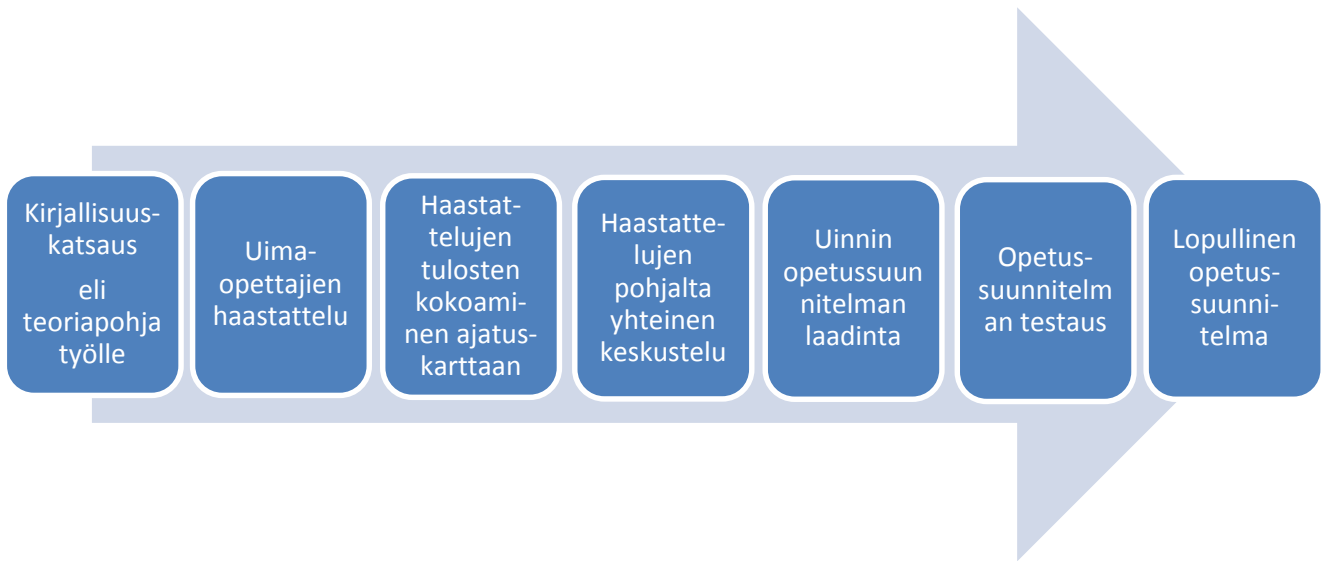 Kirjallisuus-
katsaus
eli
teoriapohja
työlle
Uima-
opettajien
haastattelu
Haastat-
telujen
tulosten
kokoami-
nen ajatus-
karttaan
Haastatte-
lujen
pohjalta
yhteinen
keskustelu
Uinnin
opetussuun
nitelman
laadinta
Opetus-
suunnitelm
an testaus
Lopullinen
opetus-
suunni-
telma